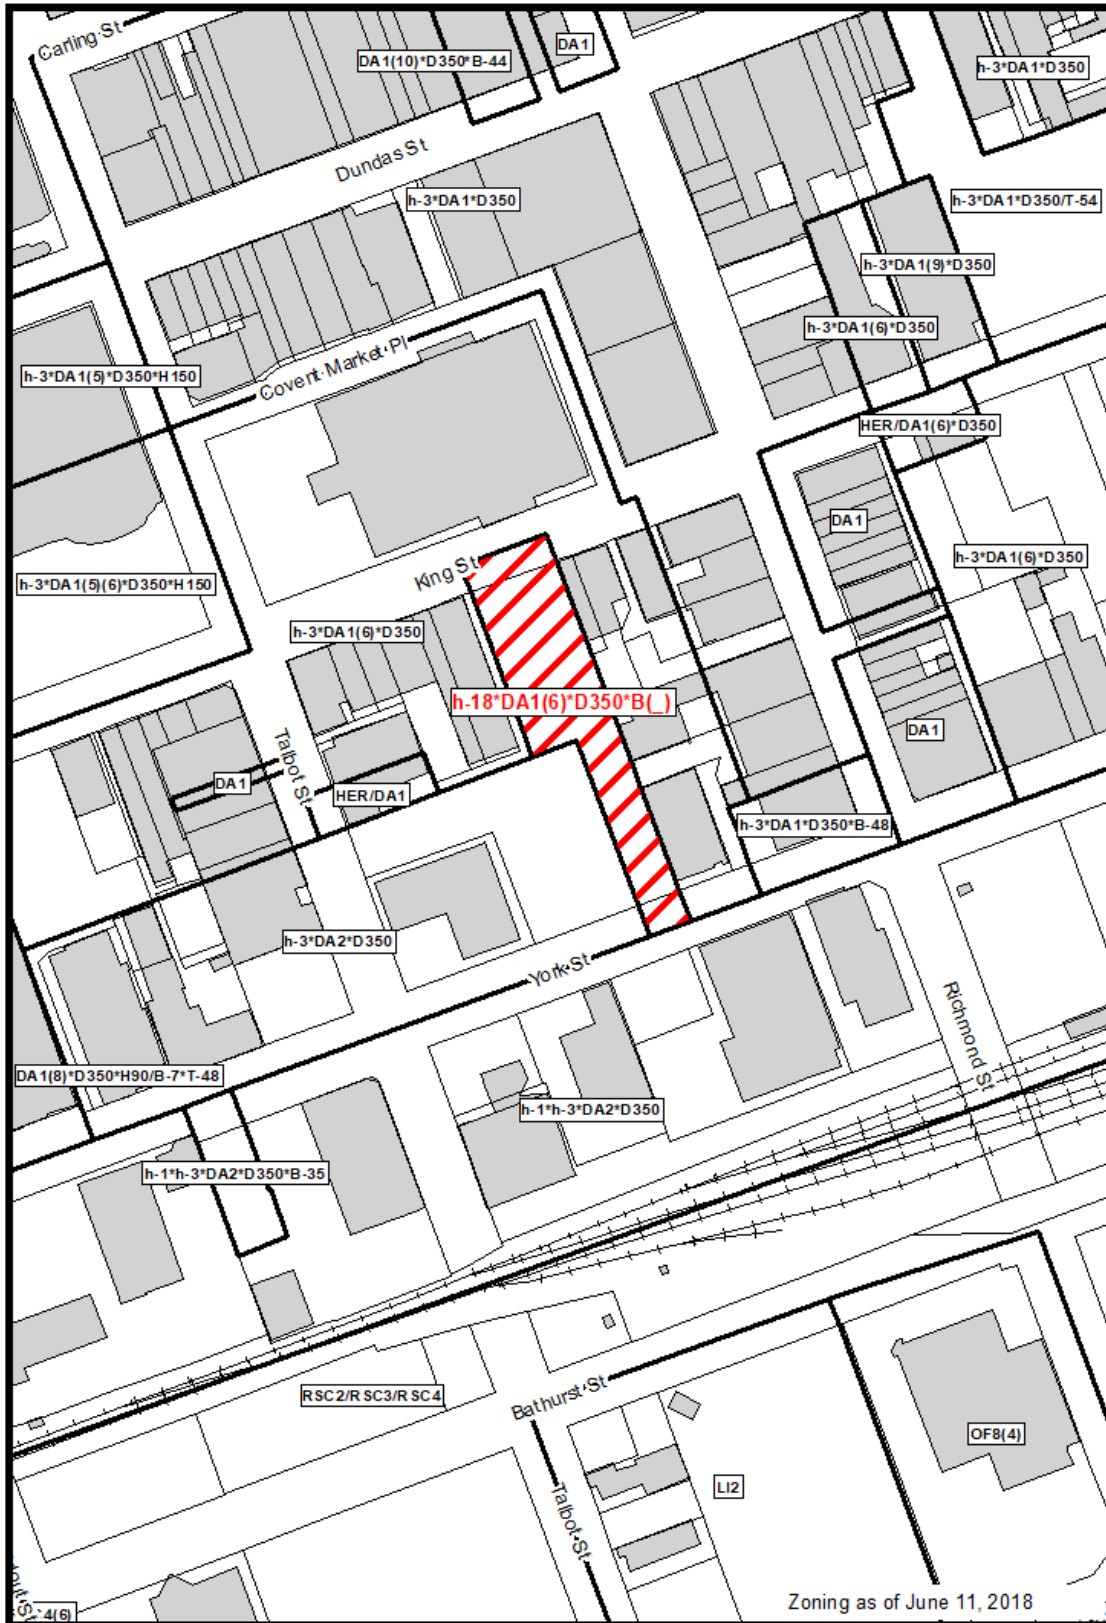 Carling St
DA1(10)*D350*B-44
DA1
h-3*DA1*D350
Dundas St
h-3*DA1*D350
h-3*DA1*D350/T-54
h-3*DA1(9)*D350
h-3*DA1(6)*D350
Covent Market Pl
h-3*DA1(5)*D350*H150
HER/DA1(6)*D350
DA1
h-3*DA1(6)*D350
King St
h-3*DA1(5)(6)*D350*H150
h-3*DA1(6)*D350
h-18*DA1(6)*D350*B(_)
DA1
Talbot St
DA1
HER/DA1
h-3*DA1*D350*B-48
h-3*DA2*D350
York St
Richmond St
DA1(8)*D350*H90/B-7*T-48
h-1*h-3*DA2*D350
h-1*h-3*DA2*D350*B-35
RSC2/RSC3/RSC4
Bathurst St
OF8(4)
LI2
Talbot St
4(6)
Zoning as of June 11, 2018